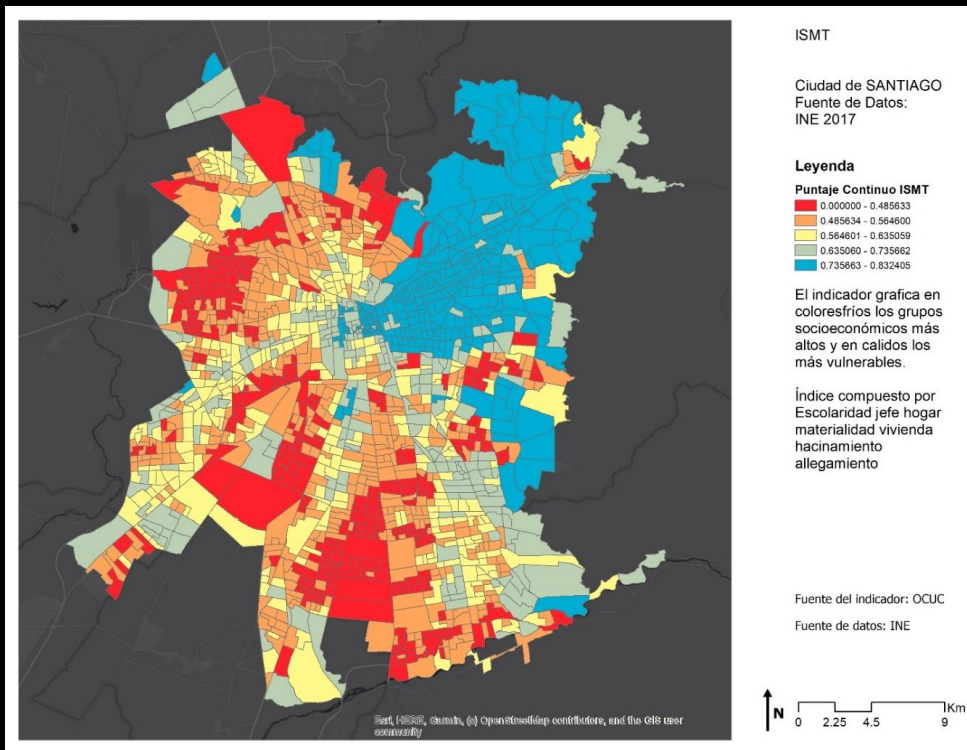 ISMT
Ciudad de SANTIAGO
Fuente de Datos:
INE 2017
Leyenda
Puntaje Continuo ISMT
0.000000 - 0.485633
0.485634 - 0.564600
0.564601 - 0.635059
0.635060 - 0.735662
0.735663 - 0.832405
El indicador grafica en
coloresfríos los grupos
socioeconómicos más
altos y en calidos los
más vulnerables.
Índice compuesto por
Escolaridad jefe hogar
materialidad vivienda
hacinamiento
allegamiento
Fuente del indicador: OCUC
Fuente de datos: INE
N
Km
0 2.25 4.5 9
Esri, HERE, Garmin, (c) OpenStreetMap contributors, and the GIS user
community